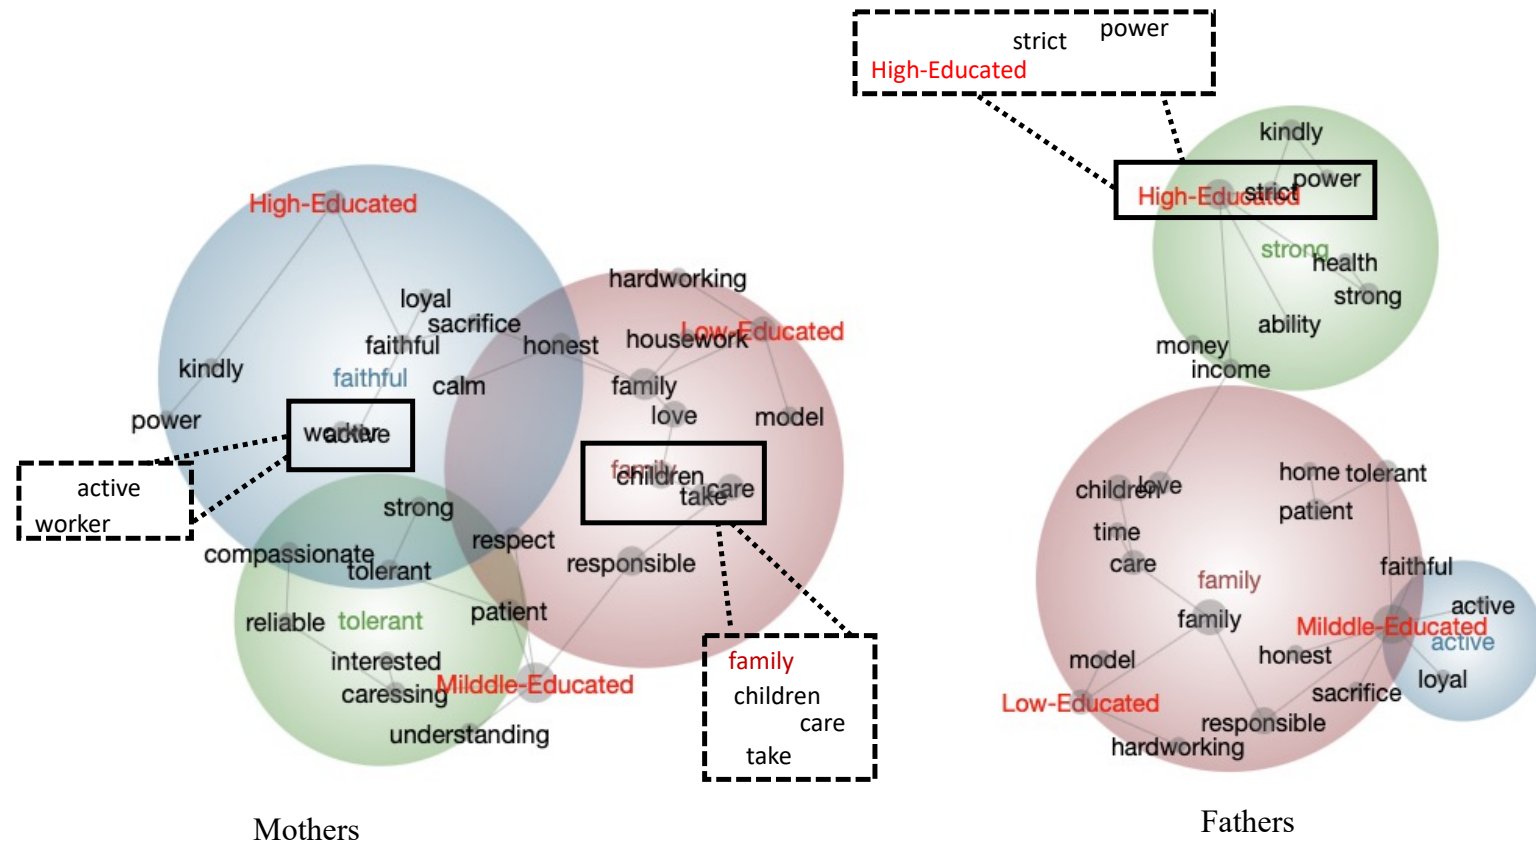 High-Educated
loyal
sacrifice
faithful
kindly
faithful
calm
power
worker
active
active
worker
strong
compassionate
tolerant
reliable
tolerant
interested
caressing
patient
respect
Milddle-Educated
understanding
hardworking
Low-Educated
housework
honest
family
love
model
family
children
take
care
responsible
family
children
care
take
Mothers
power
strict
High-Educated
kindly
power
strict
High-Educated
strong
health
strong
ability
money
income
children
love
time
care
home
tolerant
patient
family
family
faithful
active
Milddle-Educated
active
honest
loyal
model
sacrifice
Low-Educated
responsible
hardworking
Fathers